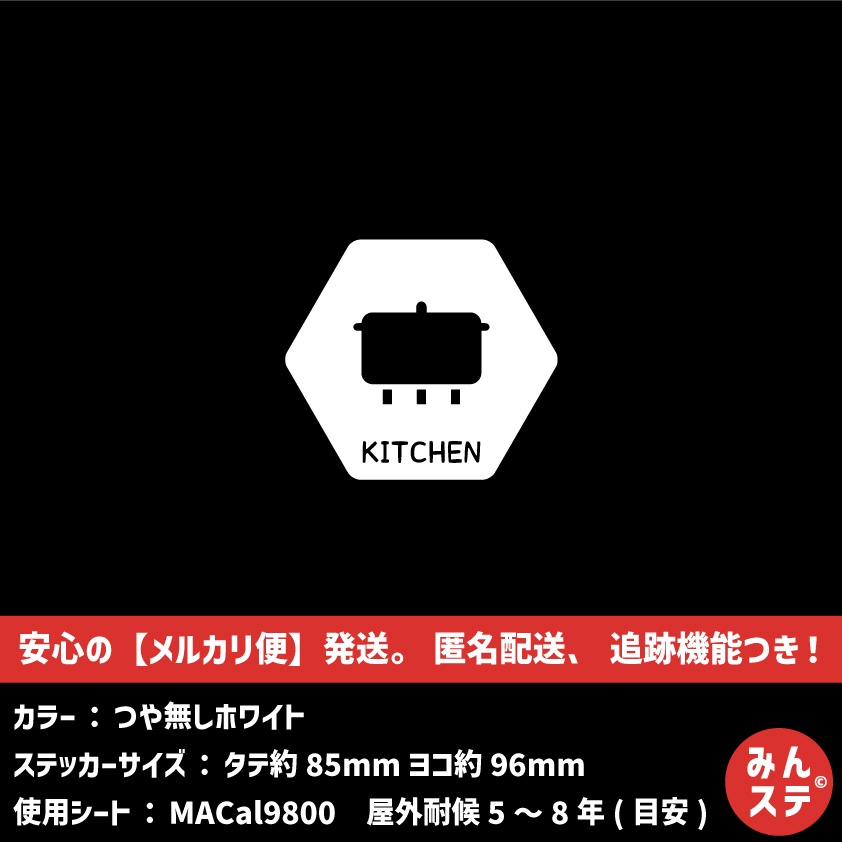 KITCHEN
安心の【メルカリ便】発送。 匿名配送、 追跡機能つき！
カラー：つや無しホワイト
ステッカーサイズ：タテ約 85mm ヨコ約 96mm
使用シート：MACal9800　屋外耐候 5 〜 8 年 ( 目安 )
みん
ステ©